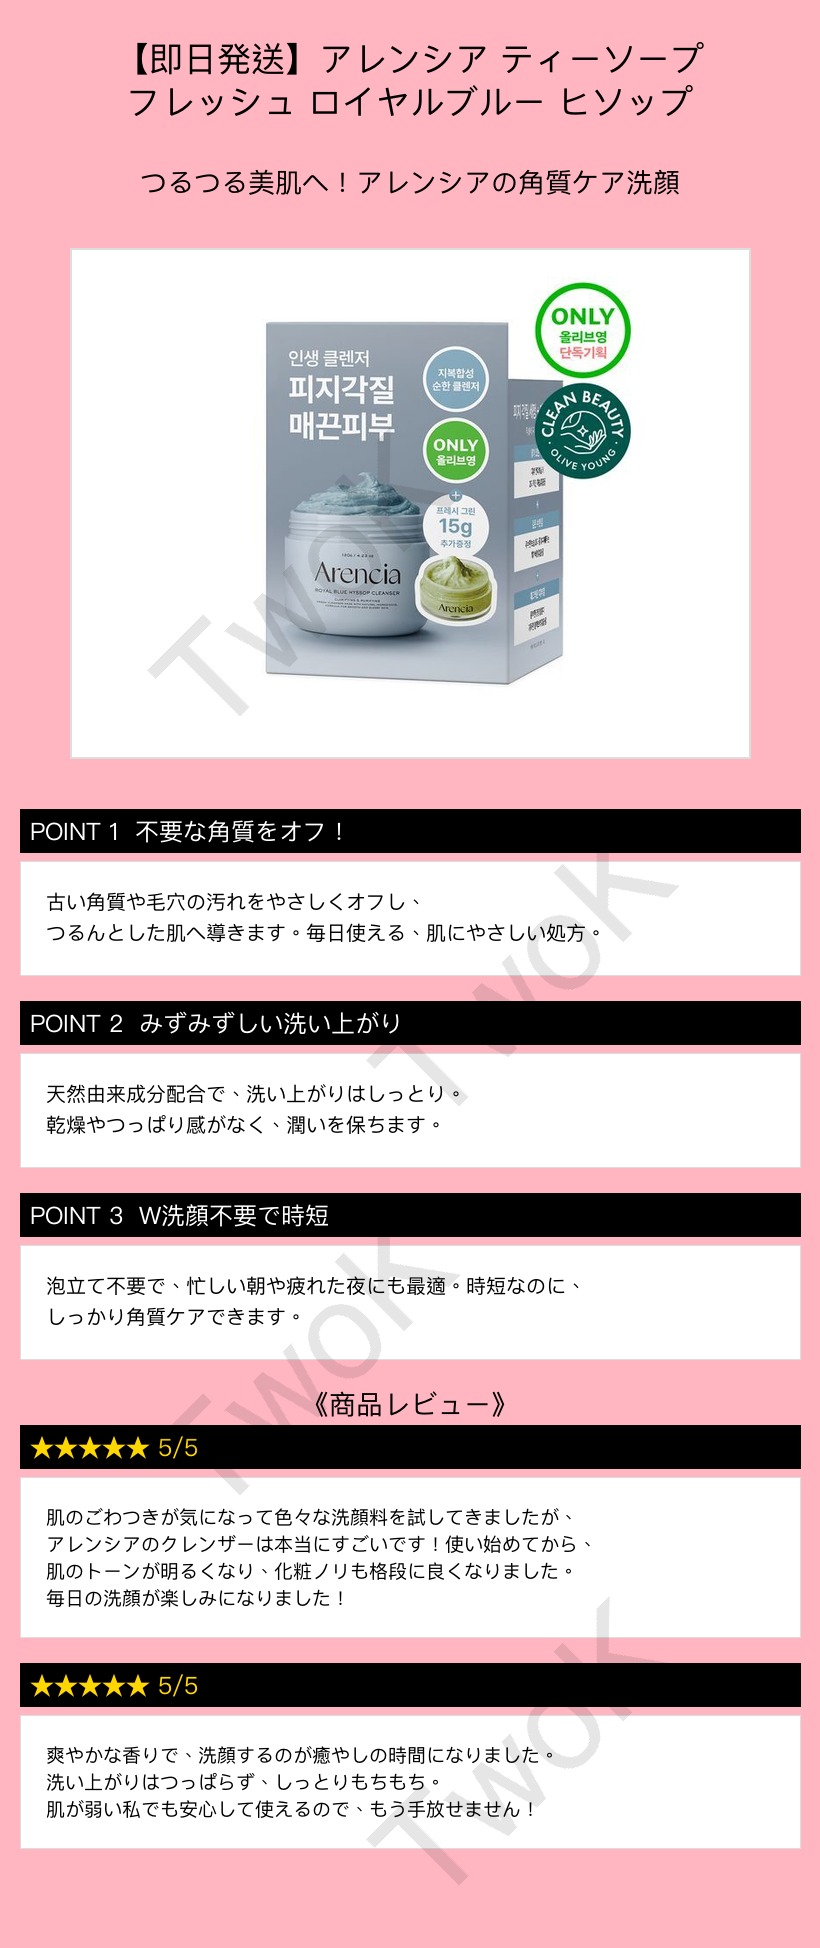 【即日発送】アレンシア ティーソープ
フレッシュ ロイヤルブルー ヒソップ
つるつる美肌へ！アレンシアの角質ケア洗顔
인생 클렌저
피지각질
매끈피부
지복합성
순한 클렌저
ONLY
올리브영
+
프레시 그린
15g
추가증정
Arencia
ROYAL BLUE HYSSOP CLEANSER
Arencia
ONLY
올리브영
단독기획
CLEAN BEAUTY
OLIVE YOUNG
TwoK
POINT 1 不要な角質をオフ！
古い角質や毛穴の汚れをやさしくオフし、
つるんとした肌へ導きます。毎日使える、肌にやさしい処方。
TwoK
POINT 2 みずみずしい洗い上がり
天然由来成分配合で、洗い上がりはしっとり。
乾燥やつっぱり感がなく、潤いを保ちます。
POINT 3 W洗顔不要で時短
泡立て不要で、忙しい朝や疲れた夜にも最適。時短なのに、
しっかり角質ケアできます。
TwoK
《商品レビュー》
★★★★★ 5/5
肌のごわつきが気になって色々な洗顔料を試してきましたが、
アレンシアのクレンザーは本当にすごいです！使い始めてから、
肌のトーンが明るくなり、化粧ノリも格段に良くなりました。
毎日の洗顔が楽しみになりました！
★★★★★ 5/5
爽やかな香りで、洗顔するのが癒やしの時間になりました。
洗い上がりはつっぱらず、しっとりもちもち。
肌が弱い私でも安心して使えるので、もう手放せません！
TwoK